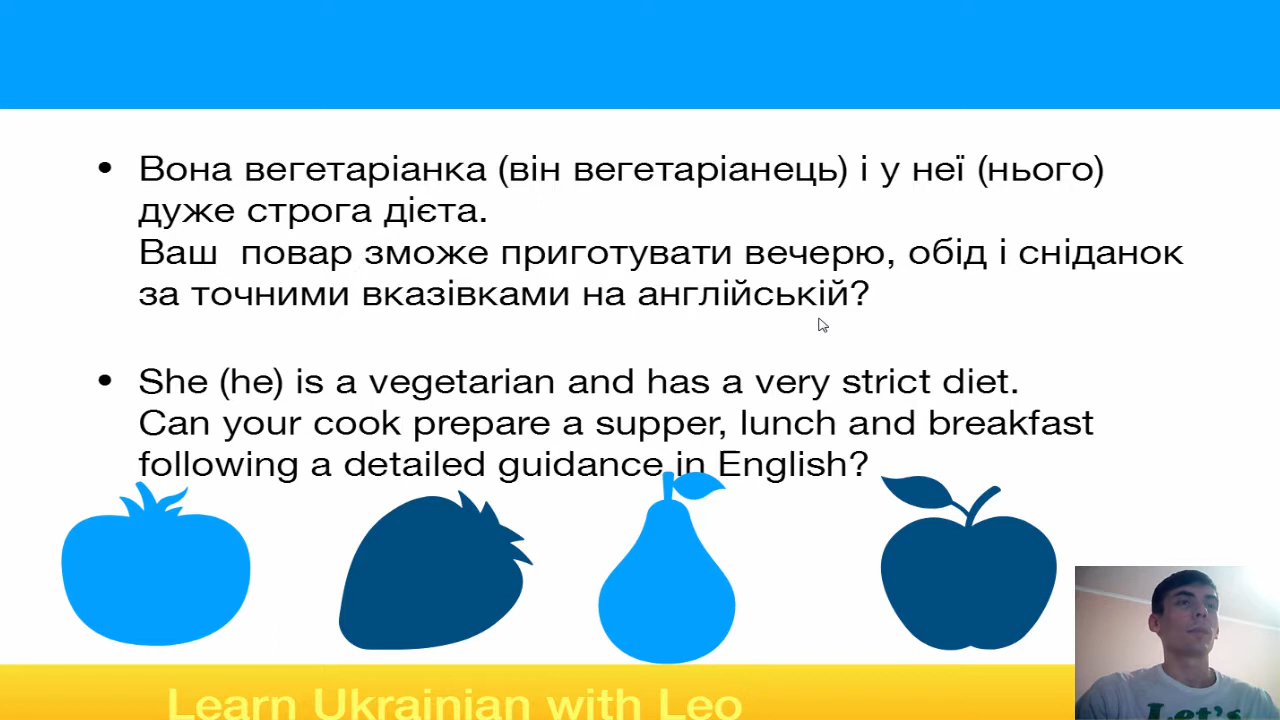 • Вона вегетаріанка (він вегетаріанець) і у неї (нього)
дуже строга дієта.
Ваш повар зможе приготувати вечерю, обід і сніданок
за точними вказівками на англійській?
• She (he) is a vegetarian and has a very strict diet.
Can your cook prepare a supper, lunch and breakfast
following a detailed guidance in English?
Learn Ukrainian with Leo
Let's